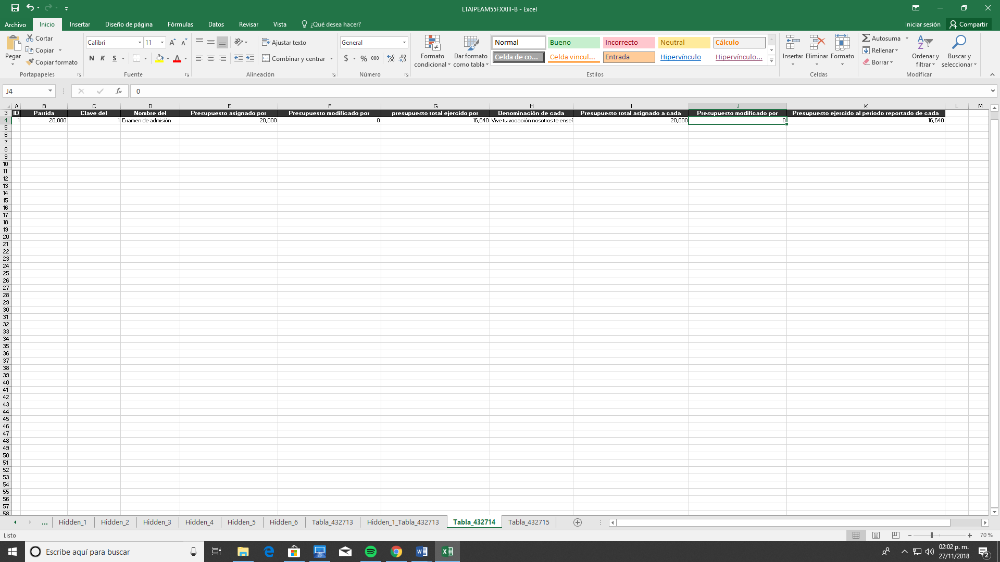 LTAIPEAM55FXXIII-B - Excel
Archivo Inicio Insertar Diseño de página Fórmulas Datos Revisar Vista ¿Qué desea hacer? Iniciar sesión Compartir
Pegar
Cortar
Copiar
Copiar formato
Portapapeles
Calibri 11
N K S
Fuente
Ajustar texto
Combinar y centrar
Alineación
General
$ % 000
Número
Formato condicional
Dar formato como tabla
Normal Bueno Incorrecto Neutral Cálculo
Celda de co... Celda vincul... Entrada Hipervínculo Hipervínculo...
Estilos
Insertar Eliminar Formato
Celdas
Autosuma
Rellenar
Borrar
Ordenar y filtrar
Buscar y seleccionar
Modificar
J4 fx 0
A B C D E F G H I J K L M
3 ID Partida Clave del Nombre del Presupuesto asignado por Presupuesto modificado por presupuesto total ejercido por Denominación de cada Presupuesto total asignado a cada Presupuesto modificado por Presupuesto ejercido al periodo reportado de cada
4 1 20,000 1 Examen de admisión 20,000 0 16,640 Vive tu vocación nosotros te enseñ 20,000 0 16,640
5
6
7
8
9
10
11
12
13
14
15
16
17
18
19
20
21
22
23
24
25
26
27
28
29
30
31
32
33
34
35
36
37
38
39
40
41
42
43
44
45
46
47
48
49
50
51
52
53
54
55
56
57
58
... Hidden_1 Hidden_2 Hidden_3 Hidden_4 Hidden_5 Hidden_6 Tabla_432713 Hidden_1_Tabla_432713 Tabla_432714 Tabla_432715
Listo 70 %
Escribe aquí para buscar
02:02 p. m.
27/11/2018
2